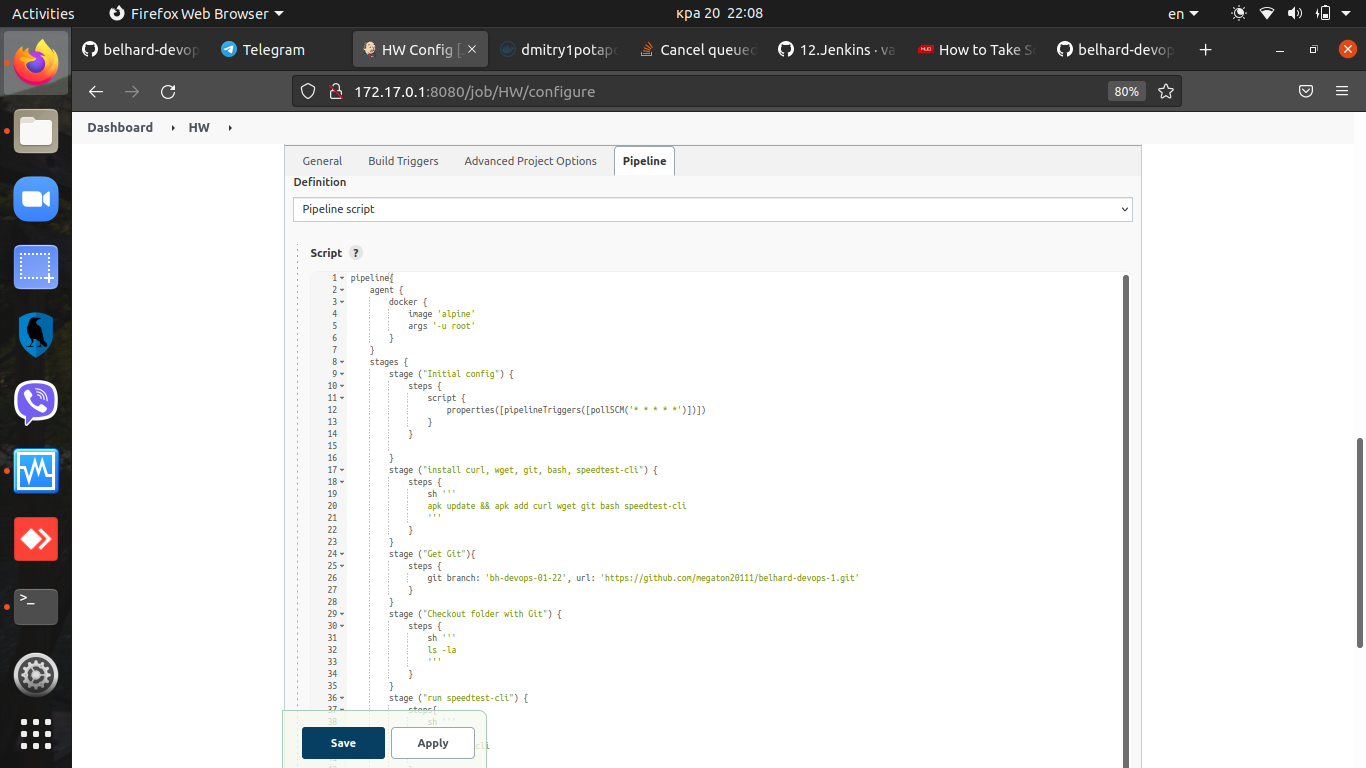 Activities
Firefox Web Browser
кра 20 22:08
en
belhard-devop
Telegram
HW Config [
dmitry1potapo
Cancel queued
12.Jenkins · va
How to Take Sc
belhard-devop
172.17.0.1:8080/job/HW/configure
80%
Dashboard
HW
General
Build Triggers
Advanced Project Options
Pipeline
Definition
Pipeline script
Script ?
1 pipeline{
2 agent {
3 docker {
4 image 'alpine'
5 args '-u root'
6 }
7 }
8 stages {
9 stage ("Initial config") {
10 steps {
11 script {
12 properties([pipelineTriggers([pollSCM('* * * * *')])])
13 }
14 }
15
16 }
17 stage ("install curl, wget, git, bash, speedtest-cli") {
18 steps {
19 sh '''
20 apk update && apk add curl wget git bash speedtest-cli
21 '''
22 }
23 }
24 stage ("Get Git"){
25 steps {
26 git branch: 'bh-devops-01-22', url: 'https://github.com/megaton20111/belhard-devops-1.git'
27 }
28 }
29 stage ("Checkout folder with Git") {
30 steps {
31 sh '''
32 ls -la
33 '''
34 }
35 }
36 stage ("run speedtest-cli") {
37 steps{
38 sh '''
Save
Apply
cli